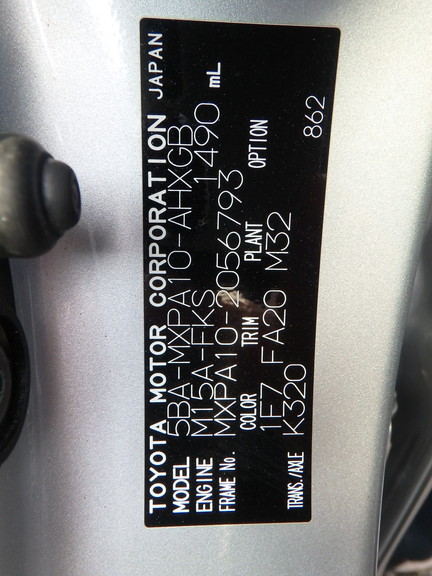 TOYOTA MOTOR CORPORATION JAPAN
MODEL 5BA-MXPA10-AHXGB
ENGINE M15A-FKS 1490 mL
FRAME No. MXPA10-2056793
COLOR TRIM PLANT OPTION
1E7 FA20 M32
TRANS./AXLE K320 862